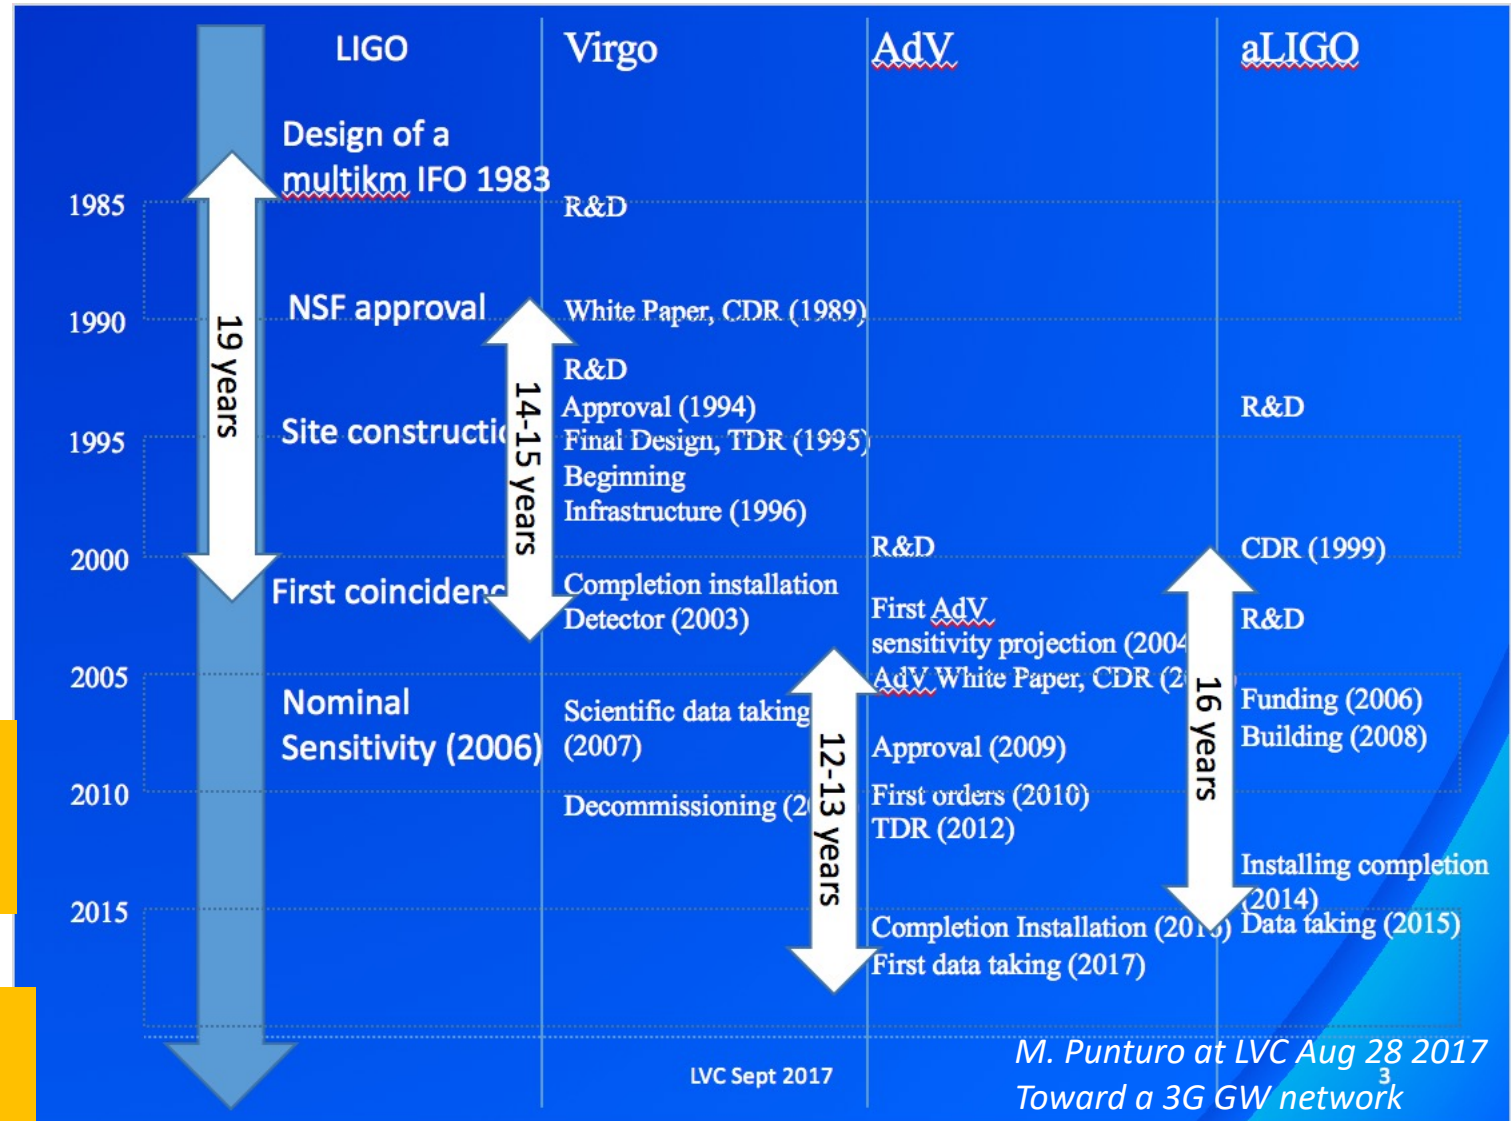 LIGO
Virgo
AdV
aLIGO
Design of a
multikm IFO 1983
1985
R&D
NSF approval
White Paper, CDR (1989)
1990
19 years
14-15 years
R&D
Approval (1994)
R&D
Site constructio
Final Design, TDR (1995)
1995
Beginning
Infrastructure (1996)
R&D
CDR (1999)
2000
First coincidenc
Completion installation
Detector (2003)
First AdV
sensitivity projection (2004
R&D
2005
AdV White Paper, CDR (2
16 years
Nominal
Sensitivity (2006)
Scientific data taking
(2007)
12-13 years
Approval (2009)
Funding (2006)
Building (2008)
2010
Decommissioning (2
First orders (2010)
TDR (2012)
Installing completion
(2014)
2015
Completion Installation (2016)
Data taking (2015)
First data taking (2017)
LVC Sept 2017
3
M. Punturo at LVC Aug 28 2017
Toward a 3G GW network